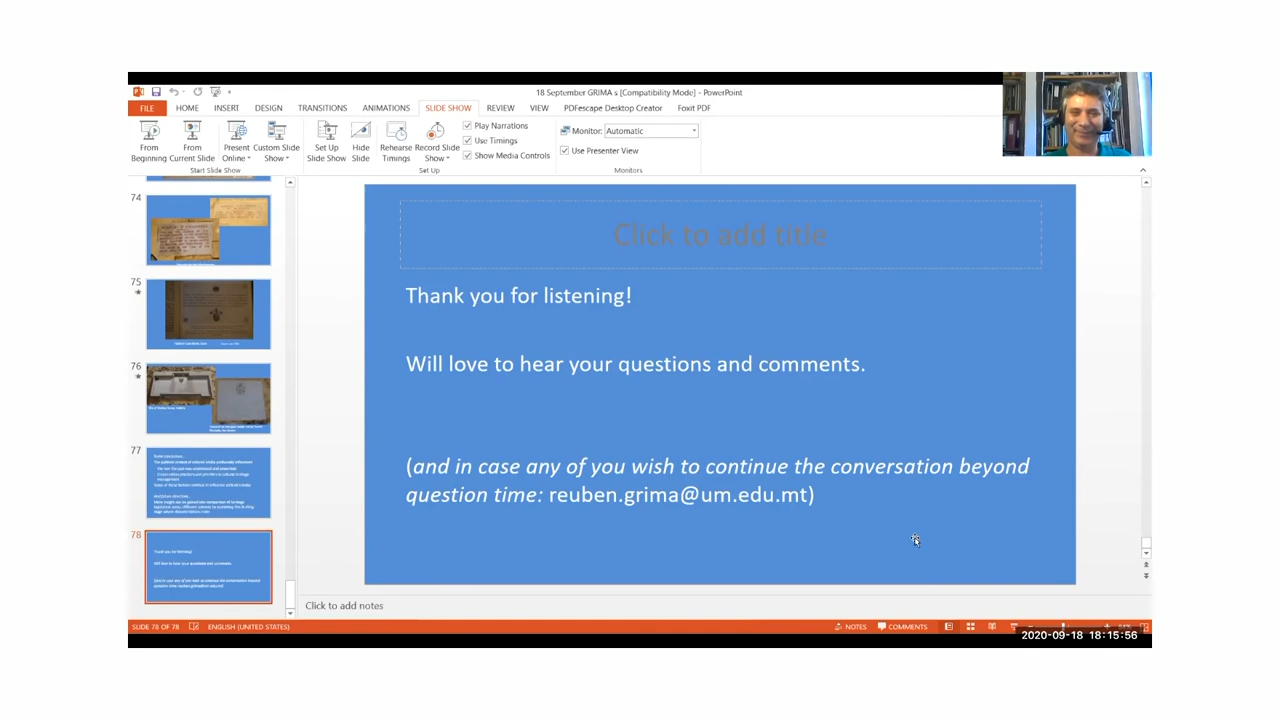 18 September GRIMA s [Compatibility Mode] - PowerPoint
FILE HOME INSERT DESIGN TRANSITIONS ANIMATIONS SLIDE SHOW REVIEW VIEW PDFescape Desktop Creator Foxit PDF
From Beginning
From Current Slide
Present Online
Custom Slide Show
Start Slide Show
Set Up Slide Show
Hide Slide
Rehearse Timings
Record Slide Show
Play Narrations
Use Timings
Show Media Controls
Set Up
Monitor: Automatic
Use Presenter View
Monitors
74
75
76
77
78
Click to add title
Thank you for listening!
Will love to hear your questions and comments.
(and in case any of you wish to continue the conversation beyond
question time: reuben.grima@um.edu.mt)
Click to add notes
SLIDE 78 OF 78 ENGLISH (UNITED STATES) NOTES COMMENTS
2020-09-18 18:15:56